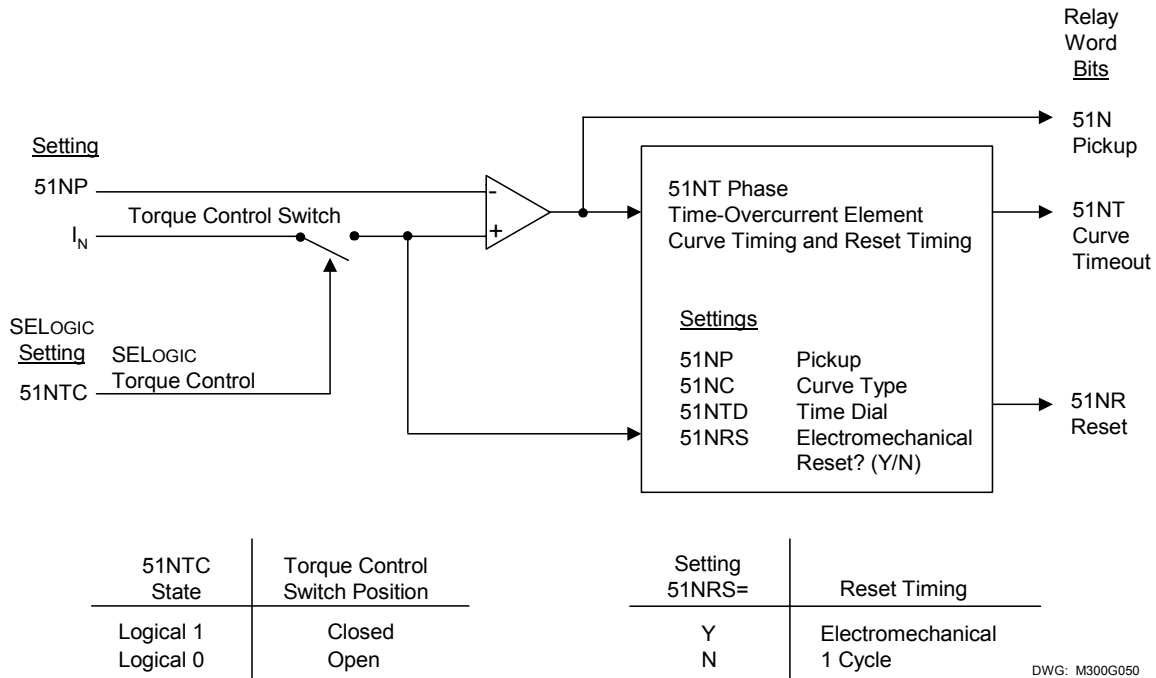 Relay
Word
Bits
51N
Pickup
Setting
51NP
-
Torque Control Switch
I_N
+
51NT Phase
Time-Overcurrent Element
Curve Timing and Reset Timing
51NT
Curve
Timeout
SELOGIC
Setting
51NTC
SELOGIC
Torque Control
Settings
51NP Pickup
51NC Curve Type
51NTD Time Dial
51NRS Electromechanical
Reset? (Y/N)
51NR
Reset
51NTC Torque Control
State Switch Position
Logical 1 Closed
Logical 0 Open
Setting
51NRS= Reset Timing
Y Electromechanical
N 1 Cycle
DWG: M300G050